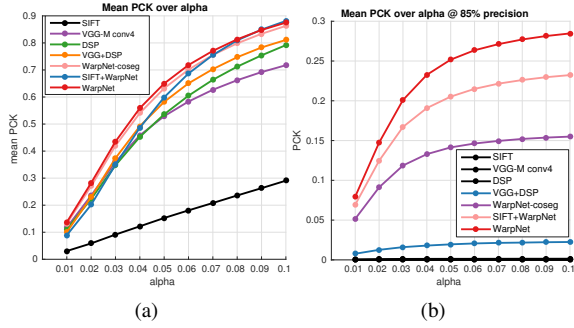 Mean PCK over alpha
mean PCK
0.9
0.8
0.7
0.6
0.5
0.4
0.3
0.2
0.1
0
SIFT
VGG-M conv4
DSP
VGG+DSP
WarpNet-coseg
SIFT+WarpNet
WarpNet
0.01 0.02 0.03 0.04 0.05 0.06 0.07 0.08 0.09 0.1
alpha
(a)
Mean PCK over alpha @ 85% precision
PCK
0.3
0.25
0.2
0.15
0.1
0.05
0
SIFT
VGG-M conv4
DSP
VGG+DSP
WarpNet-coseg
SIFT+WarpNet
WarpNet
0.01 0.02 0.03 0.04 0.05 0.06 0.07 0.08 0.09 0.1
alpha
(b)